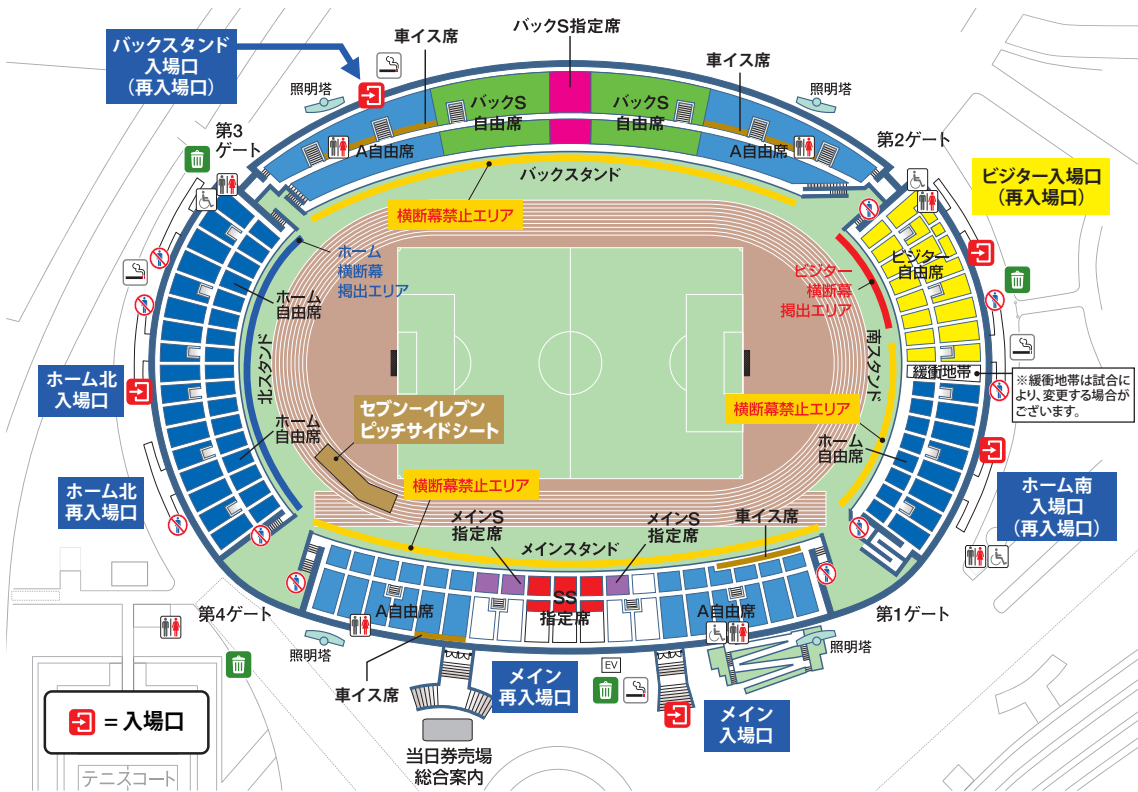 バックスタンド
入場口
(再入場口)
車イス席
バックS指定席
車イス席
照明塔
照明塔
バックS
自由席
バックS
自由席
第3
ゲート
A自由席
A自由席
第2ゲート
バックスタンド
ビジター入場口
(再入場口)
横断幕禁止エリア
ホーム
横断幕
掲出エリア
ビジター
横断幕
掲出エリア
ビジター
自由席
ホーム
自由席
北スタンド
南スタンド
緩衝地帯
※緩衝地帯は試合に
より、変更する場合が
ございます。
ホーム北
入場口
セブン-イレブン
ピッチサイドシート
横断幕禁止エリア
ホーム
自由席
ホーム
自由席
ホーム北
再入場口
横断幕禁止エリア
ホーム南
入場口
(再入場口)
メインS
指定席
メインスタンド
メインS
指定席
車イス席
A自由席
SS
指定席
A自由席
第4ゲート
第1ゲート
照明塔
照明塔
車イス席
メイン
再入場口
EV
メイン
入場口
=入場口
当日券売場
総合案内
テニスコート